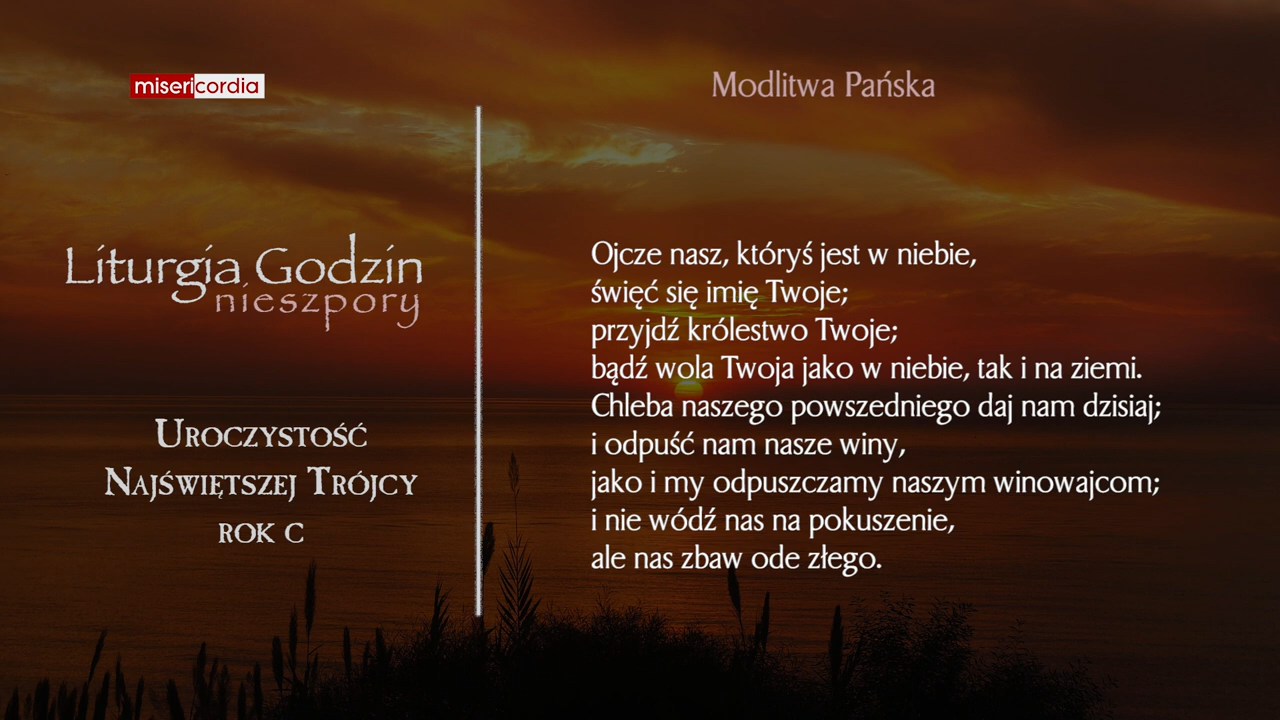 misericordia
Liturgia Godzin
nieszpory
Uroczystość
Najświętszej Trójcy
rok C
Modlitwa Pańska
Ojcze nasz, któryś jest w niebie,
święć się imię Twoje;
przyjdź królestwo Twoje;
bądź wola Twoja jako w niebie, tak i na ziemi.
Chleba naszego powszedniego daj nam dzisiaj;
i odpuść nam nasze winy,
jako i my odpuszczamy naszym winowajcom;
i nie wódź nas na pokuszenie,
ale nas zbaw ode złego.